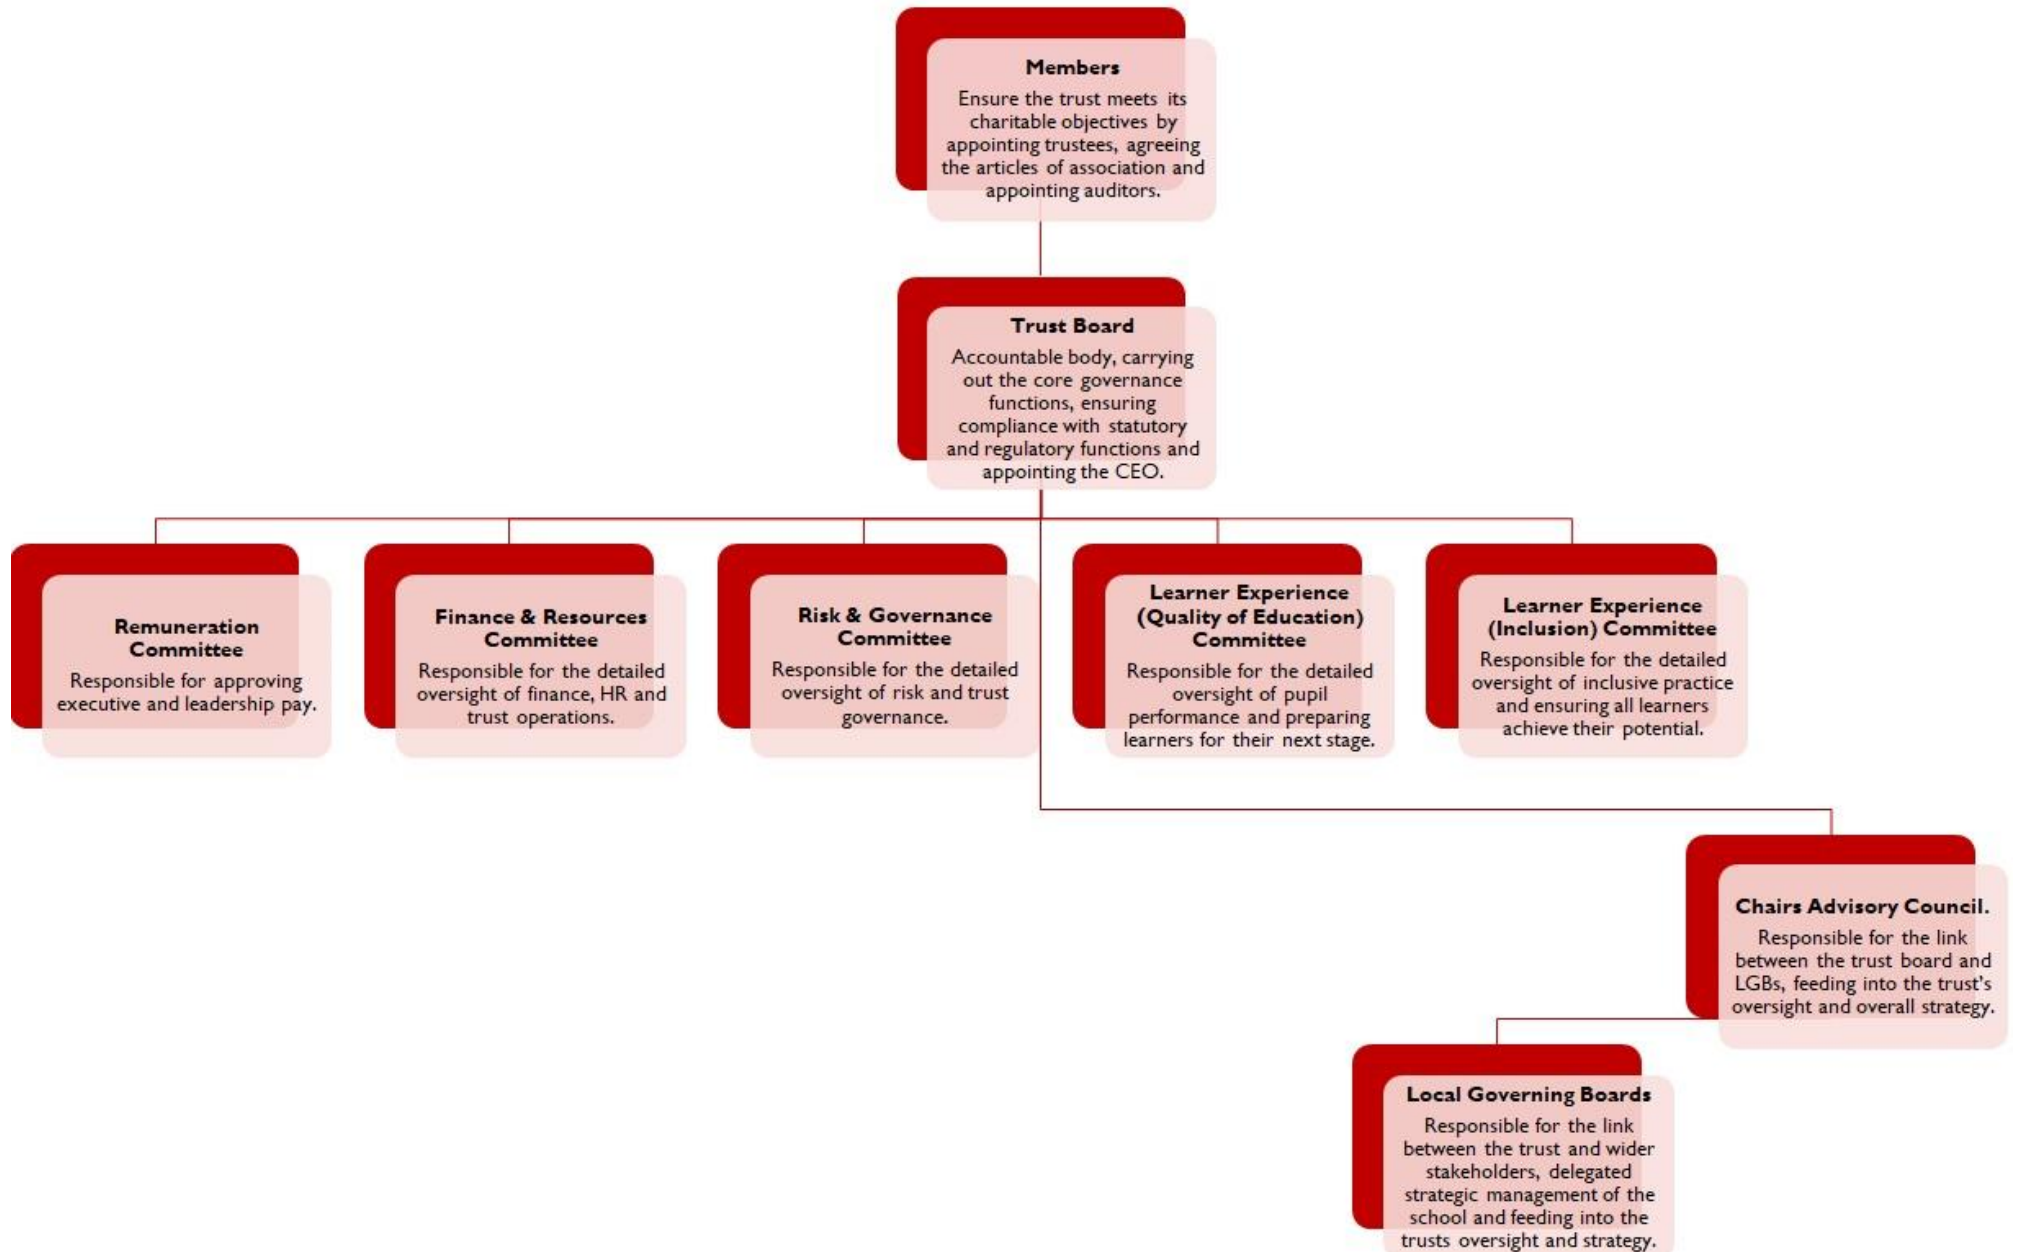 Members
Ensure the trust meets its
charitable objectives by
appointing trustees, agreeing
the articles of association and
appointing auditors.
Trust Board
Accountable body, carrying
out the core governance
functions, ensuring
compliance with statutory
and regulatory functions and
appointing the CEO.
Remuneration
Committee
Responsible for approving
executive and leadership pay.
Finance & Resources
Committee
Responsible for the detailed
oversight of finance, HR and
trust operations.
Risk & Governance
Committee
Responsible for the detailed
oversight of risk and trust
governance.
Learner Experience
(Quality of Education)
Committee
Responsible for the detailed
oversight of pupil
performance and preparing
learners for their next stage.
Learner Experience
(Inclusion) Committee
Responsible for the detailed
oversight of inclusive practice
and ensuring all learners
achieve their potential.
Chairs Advisory Council.
Responsible for the link
between the trust board and
LGBs, feeding into the trust's
oversight and overall strategy.
Local Governing Boards
Responsible for the link
between the trust and wider
stakeholders, delegated
strategic management of the
school and feeding into the
trusts oversight and strategy.